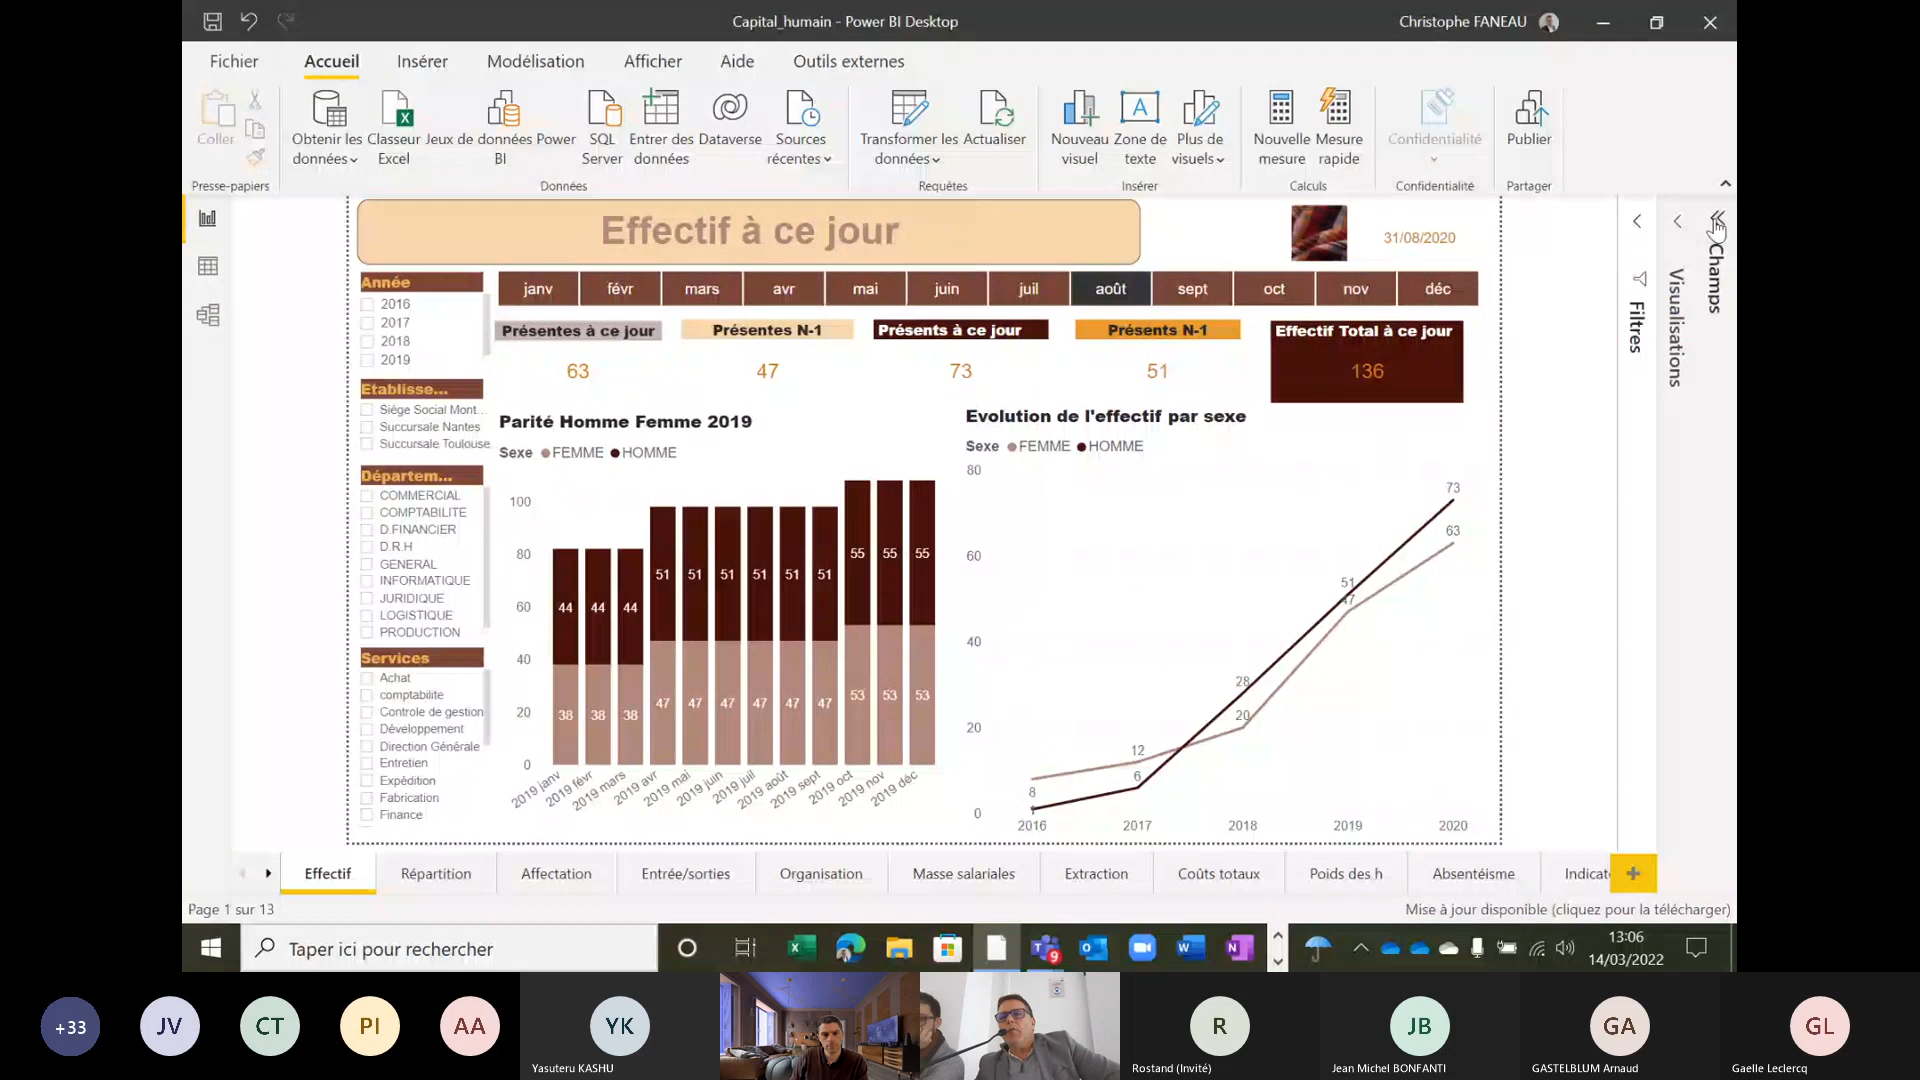 Capital_humain - Power BI Desktop
Christophe FANEAU
Fichier Accueil Insérer Modélisation Afficher Aide Outils externes
Coller
Obtenir les données
Classeur Excel
Jeux de données Power BI
SQL Server
Entrer des données
Dataverse
Sources récentes
Transformer les données
Actualiser
Nouveau visuel
Zone de texte
Plus de visuels
Nouvelle mesure
Mesure rapide
Confidentialité
Publier
Presse-papiers Données Requêtes Insérer Calculs Confidentialité Partager
Effectif à ce jour
31/08/2020
Année
2016
2017
2018
2019
janv févr mars avr mai juin juil août sept oct nov déc
Présentes à ce jour
63
Présentes N-1
47
Présents à ce jour
73
Présents N-1
51
Effectif Total à ce jour
136
Etablisse...
Siège Social Mont...
Succursale Nantes
Succursale Toulouse
Départem...
COMMERCIAL
COMPTABILITE
D.FINANCIER
D.R.H
GENERAL
INFORMATIQUE
JURIDIQUE
LOGISTIQUE
PRODUCTION
Services
Achat
comptabilite
Controle de gestion
Développement
Direction Générale
Entretien
Expédition
Fabrication
Finance
Parité Homme Femme 2019
Sexe FEMME HOMME
100
80
60
40
20
0
44 44 44 51 51 51 51 51 51 55 55 55
38 38 38 47 47 47 47 47 47 53 53 53
2019 janv 2019 févr 2019 mars 2019 avr 2019 mai 2019 juin 2019 juil 2019 août 2019 sept 2019 oct 2019 nov 2019 déc
Evolution de l'effectif par sexe
Sexe FEMME HOMME
80
60
40
20
0
73
63
51
47
28
20
12
6
8
2016 2017 2018 2019 2020
Filtres
Visualisations
Champs
Effectif Répartition Affectation Entrée/sorties Organisation Masse salariales Extraction Coûts totaux Poids des h Absentéisme Indicat
Page 1 sur 13
Mise à jour disponible (cliquez pour la télécharger)
Taper ici pour rechercher
9
13:06
14/03/2022
+33 JV CT PI AA YK R JB GA GL
Yasuteru KASHU
Rostand (Invité)
Jean Michel BONFANTI
GASTELBLUM Arnaud
Gaelle Leclercq